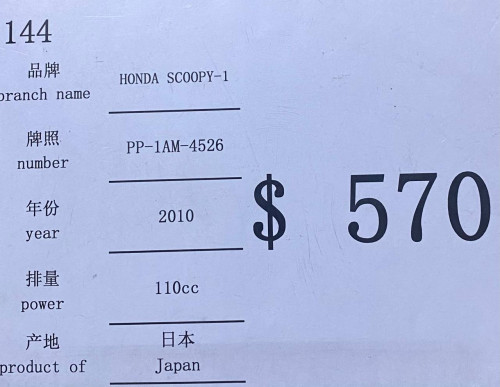 144
品牌
branch name
HONDA SCOOPY-1
牌照
number
PP-1AM-4526
年份
year
2010
$ 570
排量
power
110cc
产地
product of
日本
Japan